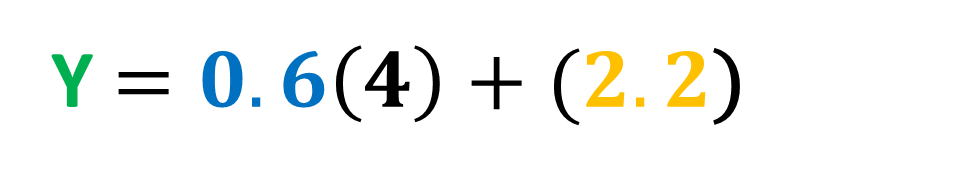 Y = 0.6(4) + (2.2)